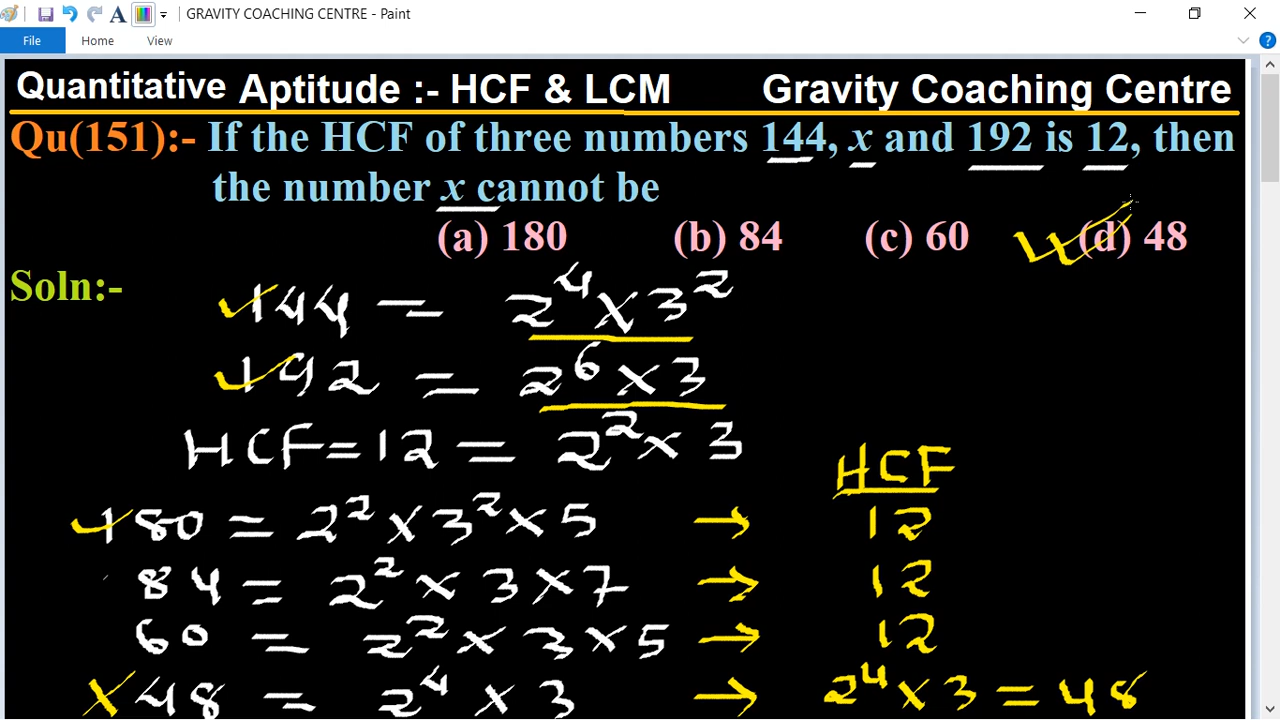 GRAVITY COACHING CENTRE - Paint
File Home View
Quantitative Aptitude :- HCF & LCM Gravity Coaching Centre
Qu(151):- If the HCF of three numbers 144, x and 192 is 12, then
the number x cannot be
(a) 180 (b) 84 (c) 60 (d) 48
Soln:-
144 = 2⁴ × 3²
192 = 2⁶ × 3
HCF = 12 = 2² × 3
HCF
180 = 2² × 3² × 5 → 12
84 = 2² × 3 × 7 → 12
60 = 2² × 3 × 5 → 12
48 = 2⁴ × 3 → 2⁴ × 3 = 48